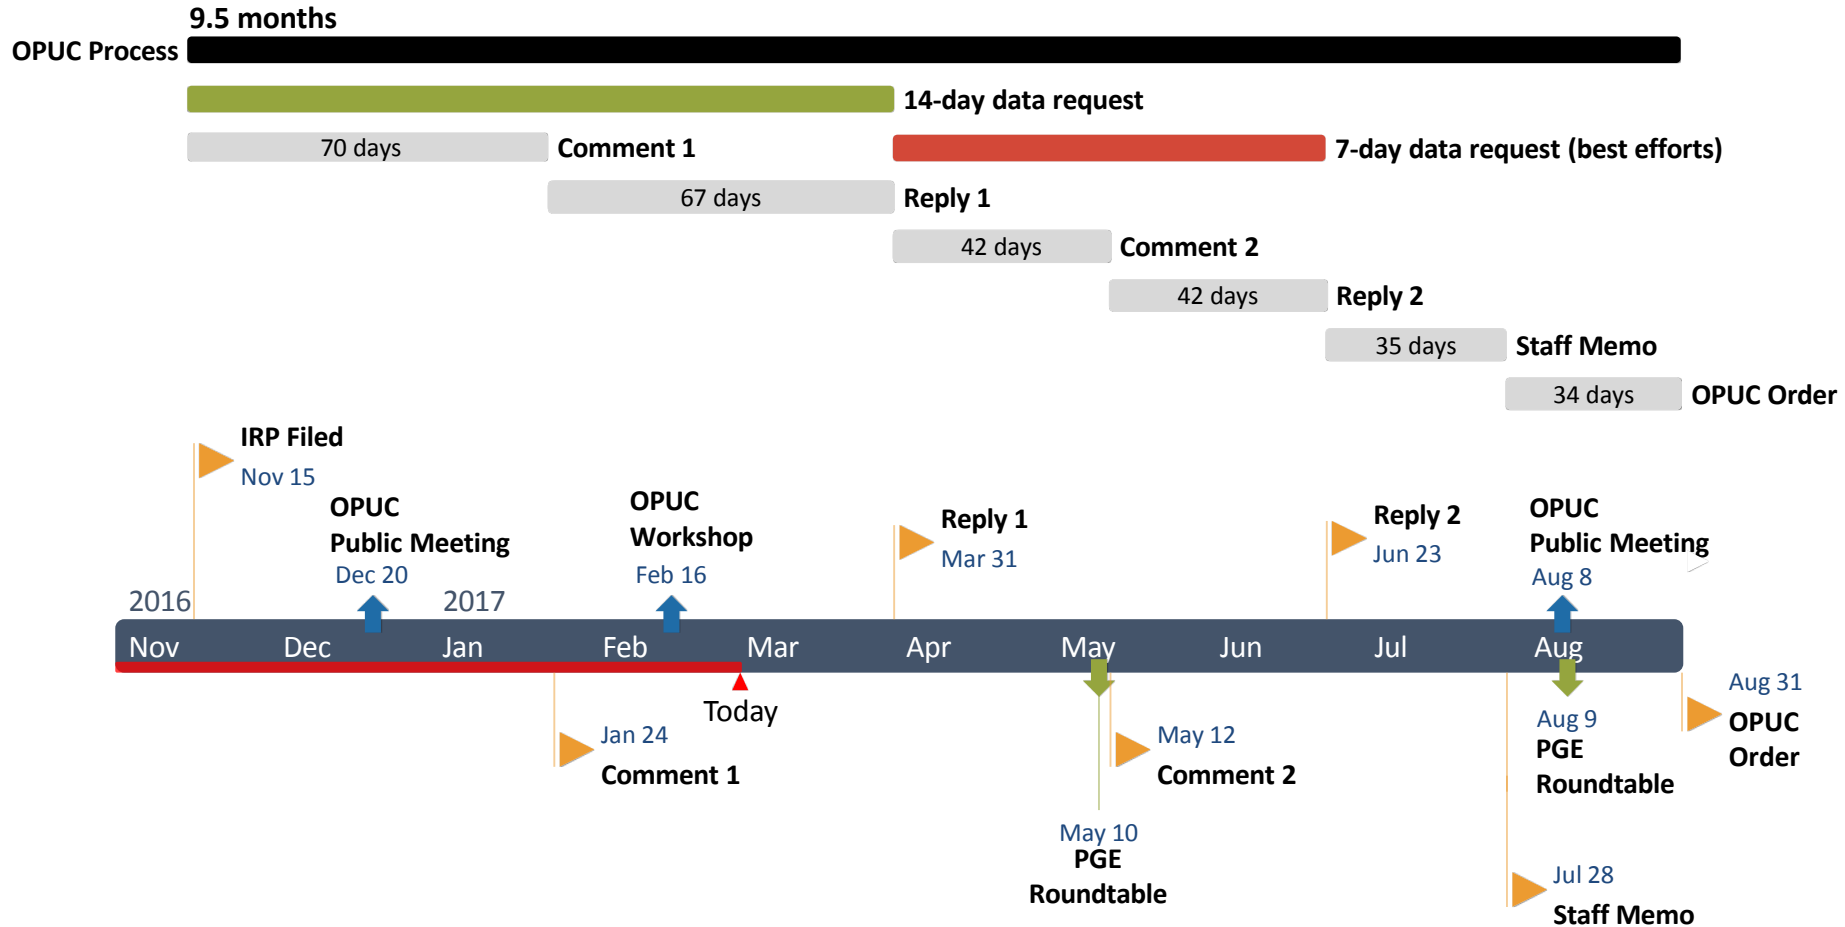 9.5 months
OPUC Process
14-day data request
70 days
Comment 1
7-day data request (best efforts)
67 days
Reply 1
42 days
Comment 2
42 days
Reply 2
35 days
Staff Memo
34 days
OPUC Order
IRP Filed
Nov 15
OPUC
Public Meeting
Dec 20
OPUC
Workshop
Feb 16
Reply 1
Mar 31
Reply 2
Jun 23
OPUC
Public Meeting
Aug 8
2016
2017
Nov
Dec
Jan
Feb
Mar
Apr
May
Jun
Jul
Aug
Today
Jan 24
Comment 1
May 10
PGE
Roundtable
May 12
Comment 2
Aug 9
PGE
Roundtable
Aug 31
OPUC
Order
Jul 28
Staff Memo